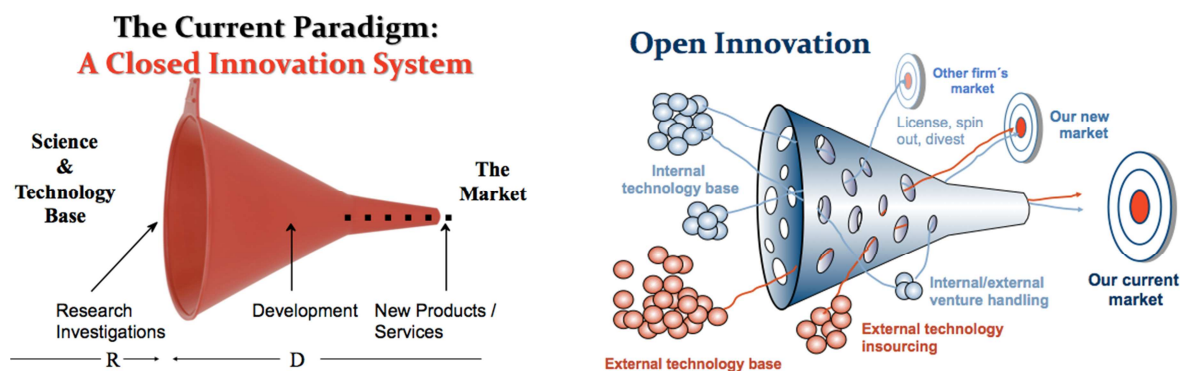 The Current Paradigm:
A Closed Innovation System
Science
&
Technology
Base
The
Market
Research
Investigations
Development
New Products /
Services
R
D
Open Innovation
Other firm´s
market
License, spin
out, divest
Our new
market
Internal
technology base
Internal/external
venture handling
Our current
market
External technology
insourcing
External technology base